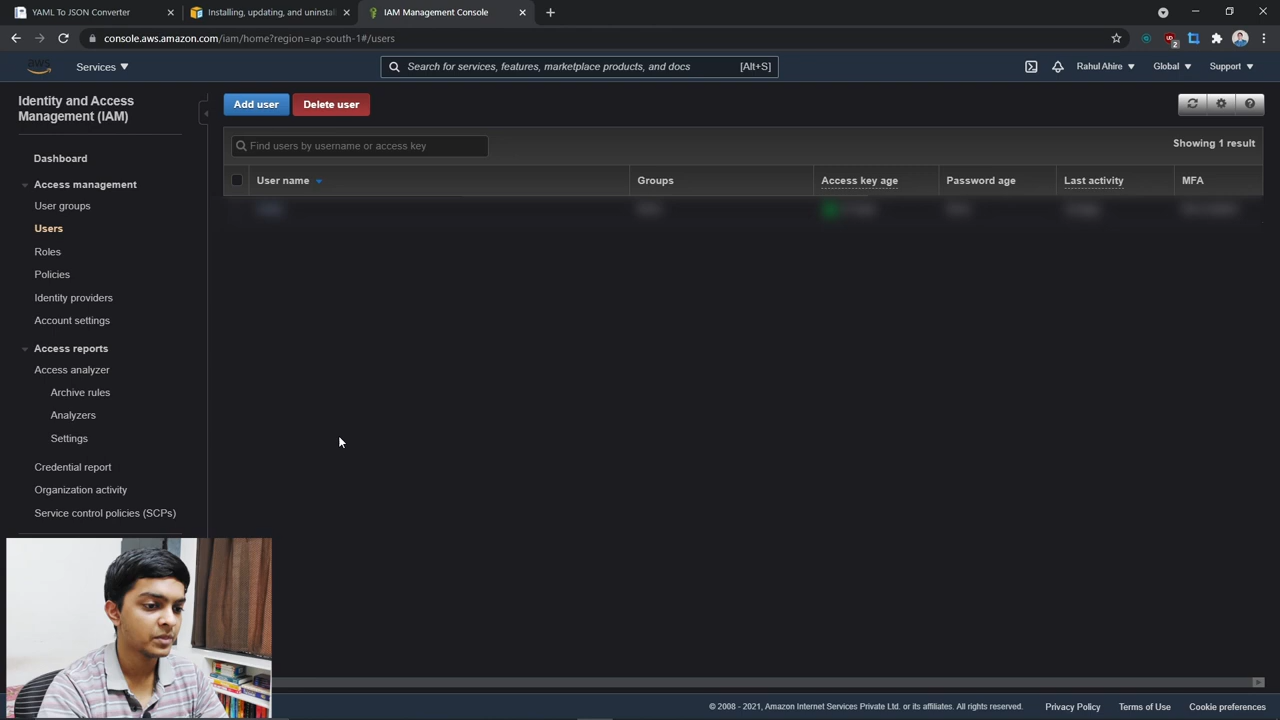 YAML To JSON Converter
Installing, updating, and uninstal
IAM Management Console
console.aws.amazon.com/iam/home?region=ap-south-1#/users
2
aws
Services
Search for services, features, marketplace products, and docs
[Alt+S]
Rahul Ahire
Global
Support
Identity and Access
Management (IAM)
Dashboard
Access management
User groups
Users
Roles
Policies
Identity providers
Account settings
Access reports
Access analyzer
Archive rules
Analyzers
Settings
Credential report
Organization activity
Service control policies (SCPs)
Add user
Delete user
Find users by username or access key
Showing 1 result
User name
Groups
Access key age
Password age
Last activity
MFA
© 2008 - 2021, Amazon Internet Services Private Ltd. or its affiliates. All rights reserved.
Privacy Policy
Terms of Use
Cookie preferences